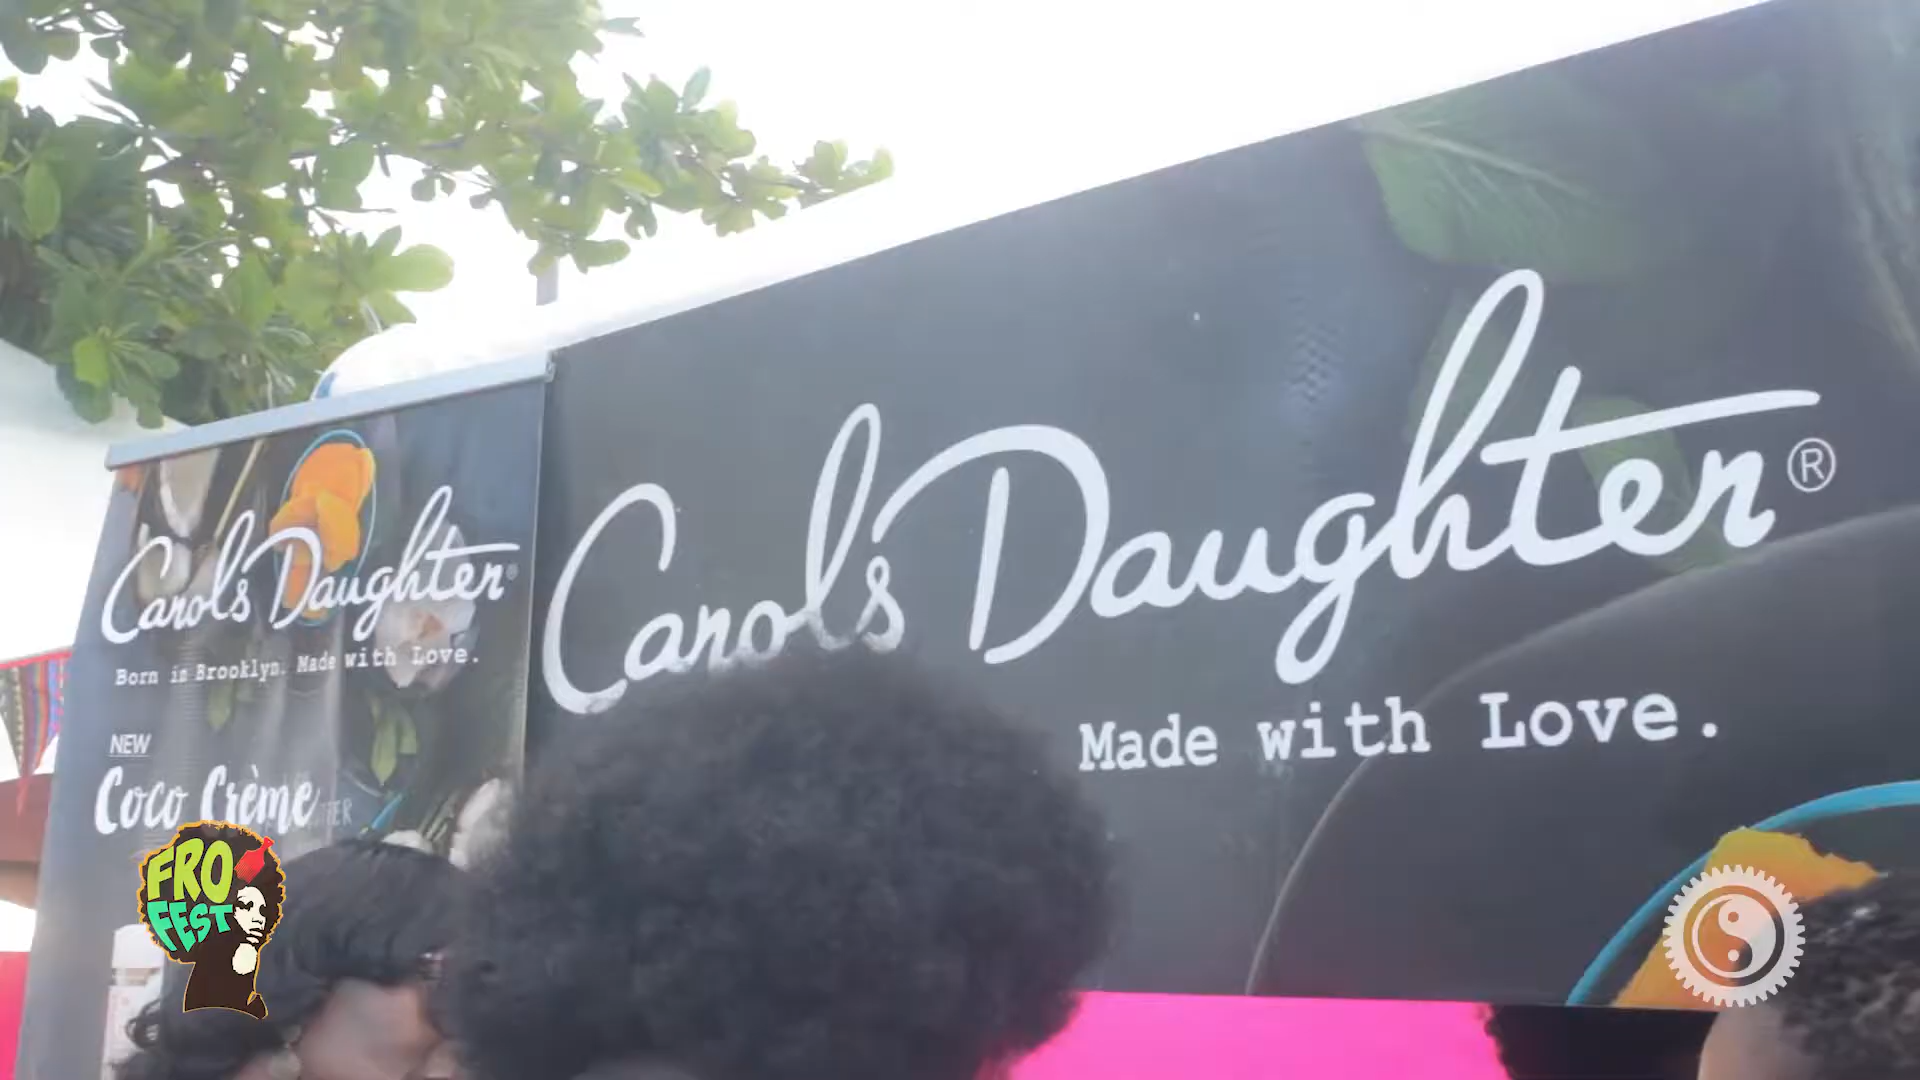 Carol's Daughter®
Born in Brooklyn. Made with Love.
NEW
Coco Crème
Carol's Daughter®
Made with Love.
FRO
FEST